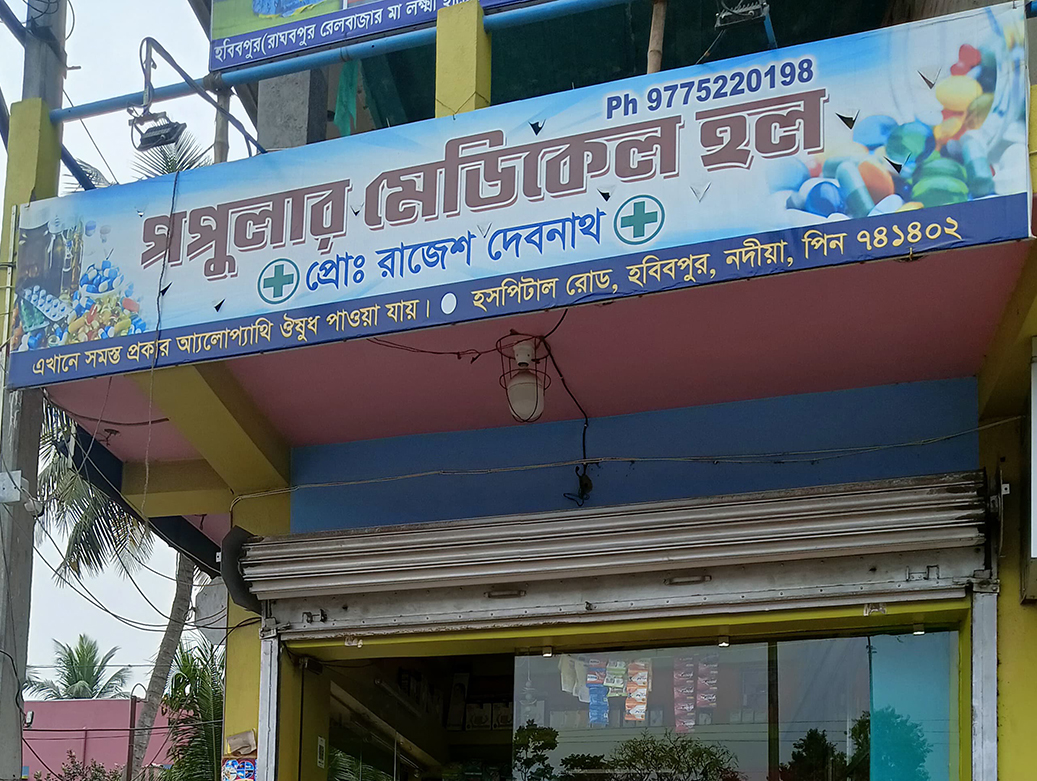 হবিবপুর(রাঘবপুর রেলবাজার মা লক্ষ্মী
Ph 9775220198
পপুলার মেডিকেল হল
প্রোঃ রাজেশ দেবনাথ
এখানে সমস্ত প্রকার অ্যালোপ্যাথি ঔষুধ পাওয়া যায়। হসপিটাল রোড, হবিবপুর, নদীয়া, পিন ৭৪১৪০২